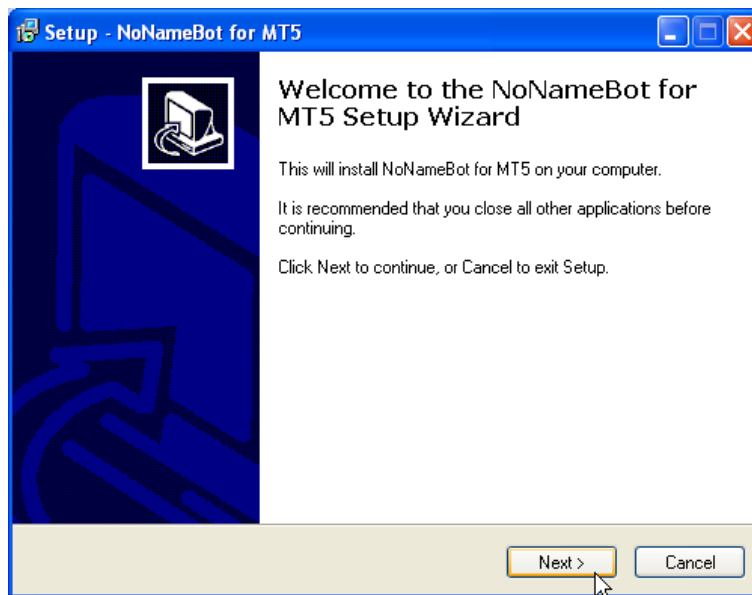 Setup - NoNameBot for MT5
Welcome to the NoNameBot for
MT5 Setup Wizard
This will install NoNameBot for MT5 on your computer.
It is recommended that you close all other applications before
continuing.
Click Next to continue, or Cancel to exit Setup.
Next >
Cancel